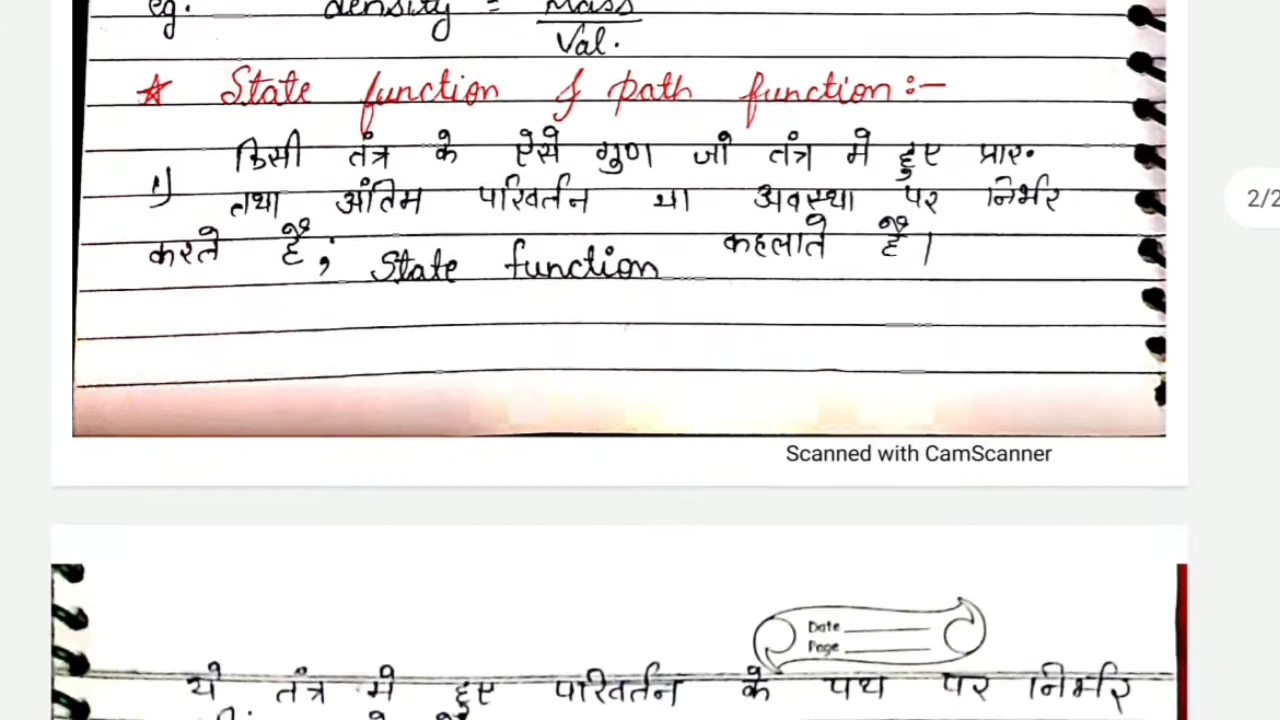 eg. density = Mass
Val.
☆ State function & path function :-
किसी तंत्र के ऐसे गुण जो तंत्र मे हुए प्रार॰
1) तथा अंतिम परिवर्तन या अवस्था पर निर्भर
करते हैं; State function कहलाते हैं।
Scanned with CamScanner
2/2
Date
Page
ये तंत्र मे हुए परिवर्तन के पथ पर निर्भर